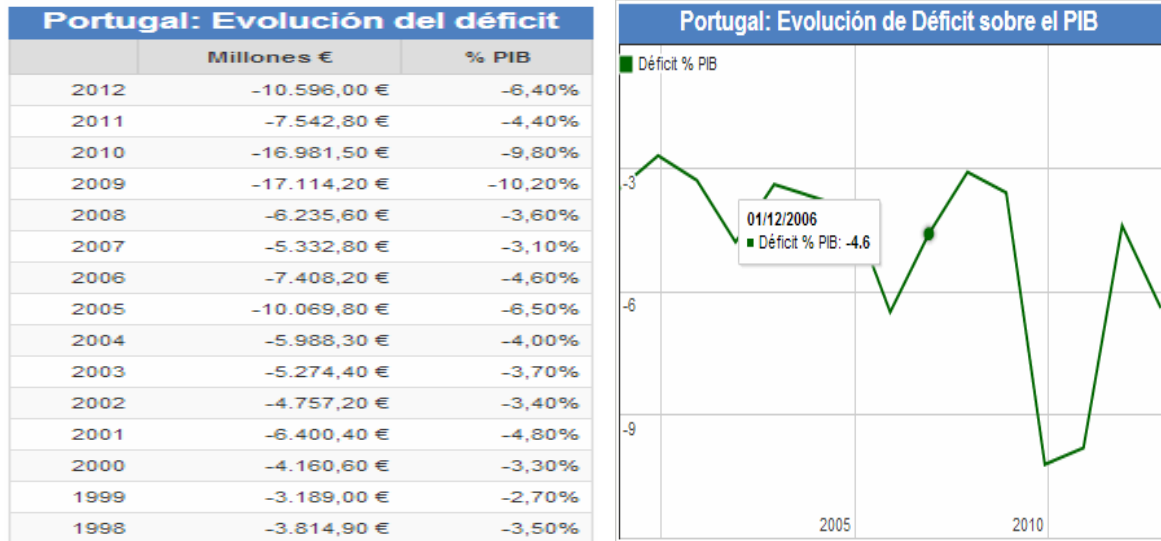 Portugal: Evolución del déficit
Millones € % PIB
2012 -10.596,00 € -6,40%
2011 -7.542,80 € -4,40%
2010 -16.981,50 € -9,80%
2009 -17.114,20 € -10,20%
2008 -6.235,60 € -3,60%
2007 -5.332,80 € -3,10%
2006 -7.408,20 € -4,60%
2005 -10.069,80 € -6,50%
2004 -5.988,30 € -4,00%
2003 -5.274,40 € -3,70%
2002 -4.757,20 € -3,40%
2001 -6.400,40 € -4,80%
2000 -4.160,60 € -3,30%
1999 -3.189,00 € -2,70%
1998 -3.814,90 € -3,50%
Portugal: Evolución de Déficit sobre el PIB
Déficit % PIB
-3
01/12/2006
Déficit % PIB: -4.6
-6
-9
2005 2010